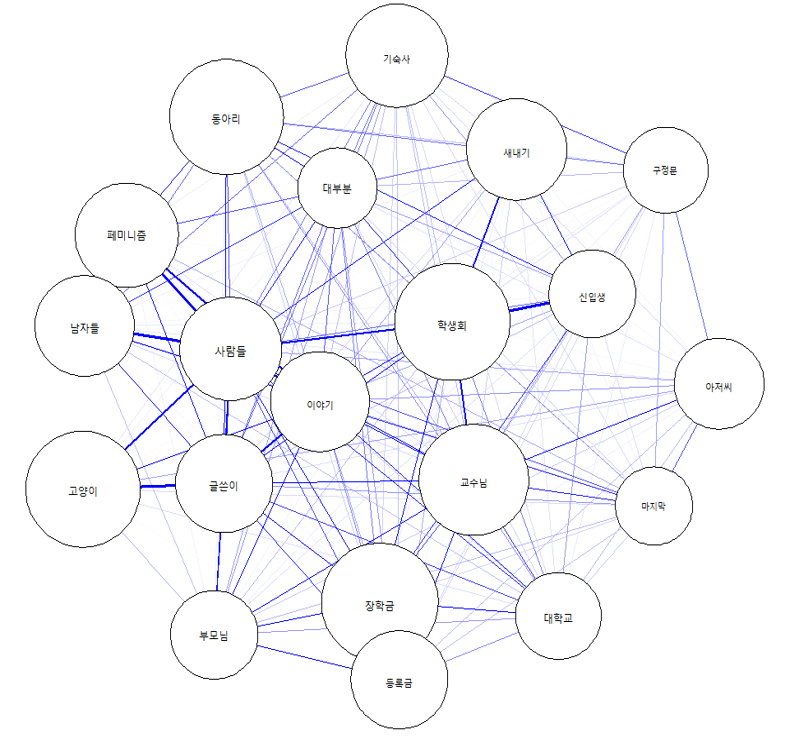 기숙사
동아리
새내기
구정문
대부분
페미니즘
신입생
남자들
학생회
사람들
아저씨
이야기
고양이
글쓴이
교수님
마지막
장학금
대학교
부모님
등록금